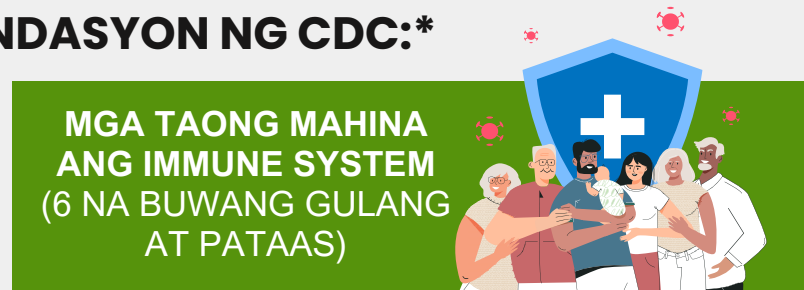 NDASYON NG CDC:*
MGA TAONG MAHINA
ANG IMMUNE SYSTEM
(6 NA BUWANG GULANG
AT PATAAS)